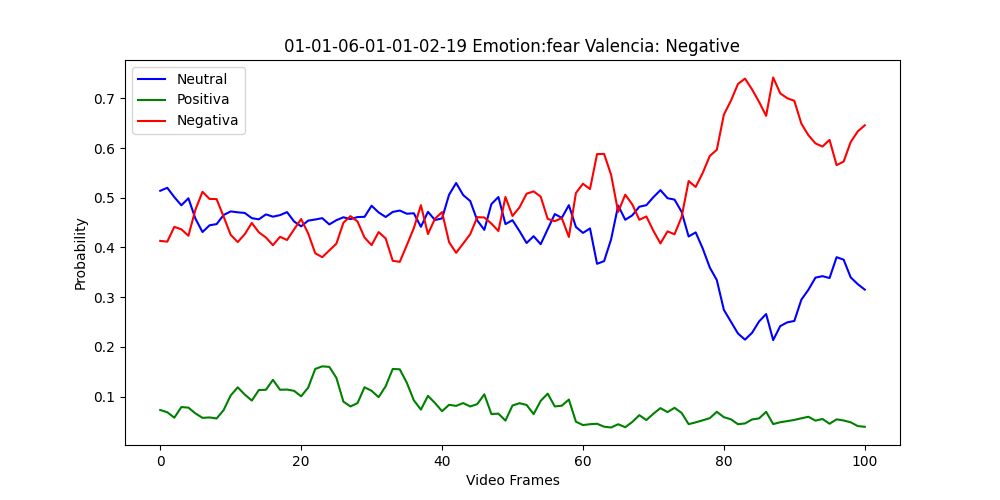 01-01-06-01-01-02-19 Emotion:fear Valencia: Negative
Neutral
Positiva
Negativa
Probability
0.7
0.6
0.5
0.4
0.3
0.2
0.1
0 20 40 60 80 100
Video Frames